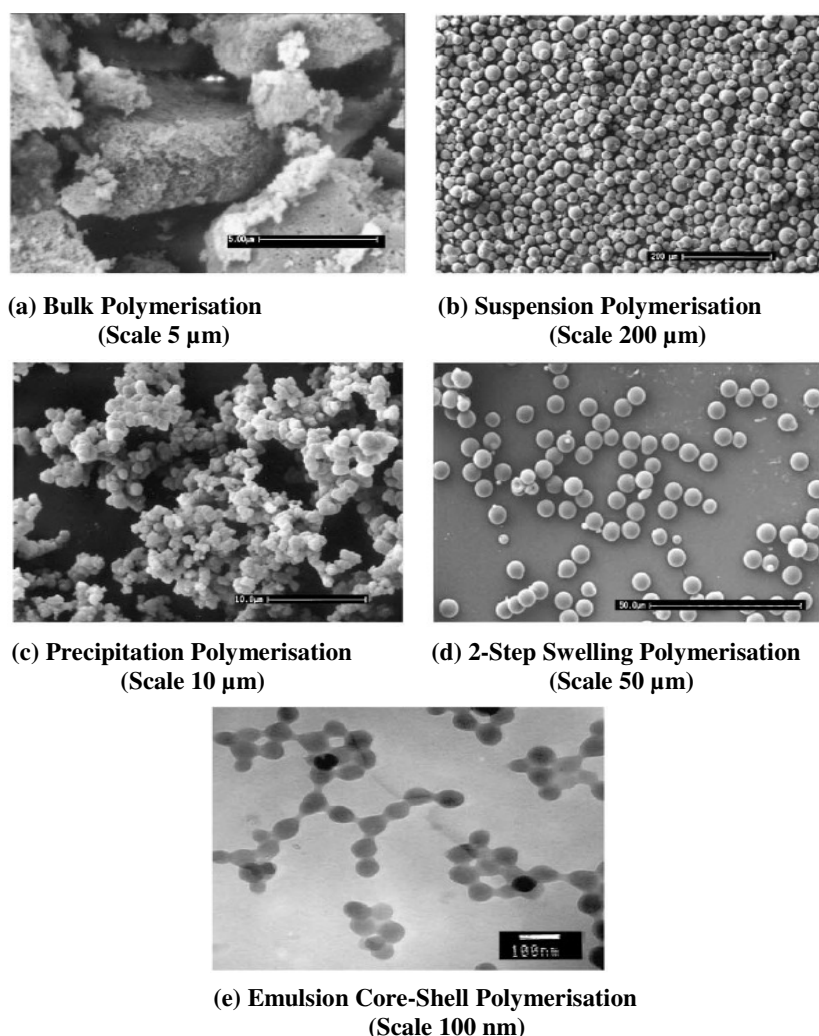 5.00µm
200 µm
(a) Bulk Polymerisation
(Scale 5 µm)
(b) Suspension Polymerisation
(Scale 200 µm)
10.0µm
50.0µm
(c) Precipitation Polymerisation
(Scale 10 µm)
(d) 2-Step Swelling Polymerisation
(Scale 50 µm)
100nm
(e) Emulsion Core-Shell Polymerisation
(Scale 100 nm)